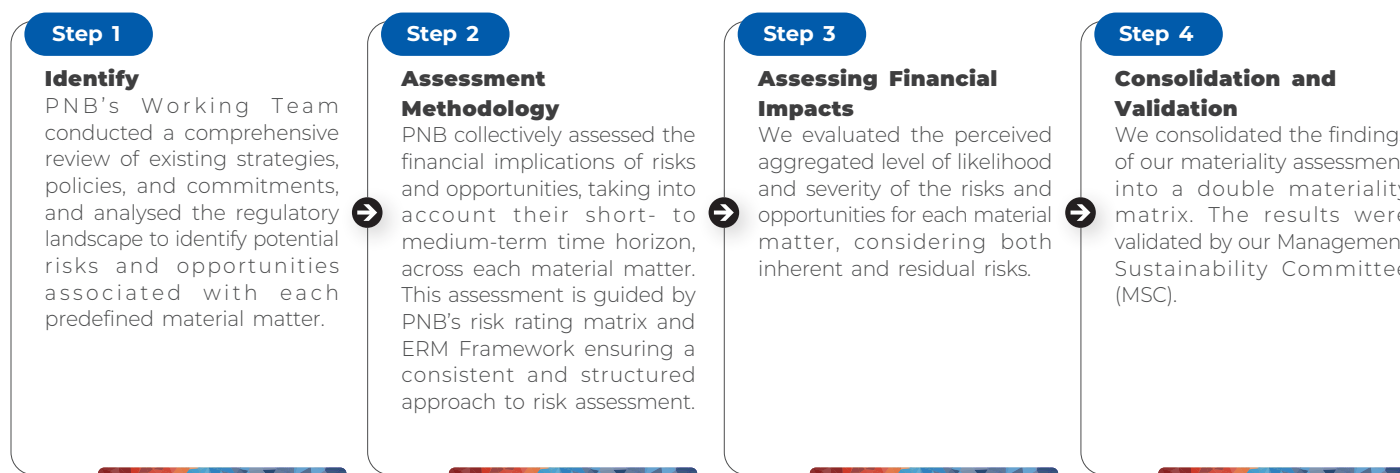 Step 1
Identify
PNB's Working Team
conducted a comprehensive
review of existing strategies,
policies, and commitments,
and analysed the regulatory
landscape to identify potential
risks and opportunities
associated with each
predefined material matter.
Step 2
Assessment
Methodology
PNB collectively assessed the
financial implications of risks
and opportunities, taking into
account their short- to
medium-term time horizon,
across each material matter.
This assessment is guided by
PNB's risk rating matrix and
ERM Framework ensuring a
consistent and structured
approach to risk assessment.
Step 3
Assessing Financial
Impacts
We evaluated the perceived
aggregated level of likelihood
and severity of the risks and
opportunities for each material
matter, considering both
inherent and residual risks.
Step 4
Consolidation and
Validation
We consolidated the finding
of our materiality assessmen
into a double materiality
matrix. The results were
validated by our Managemen
Sustainability Committee
(MSC).